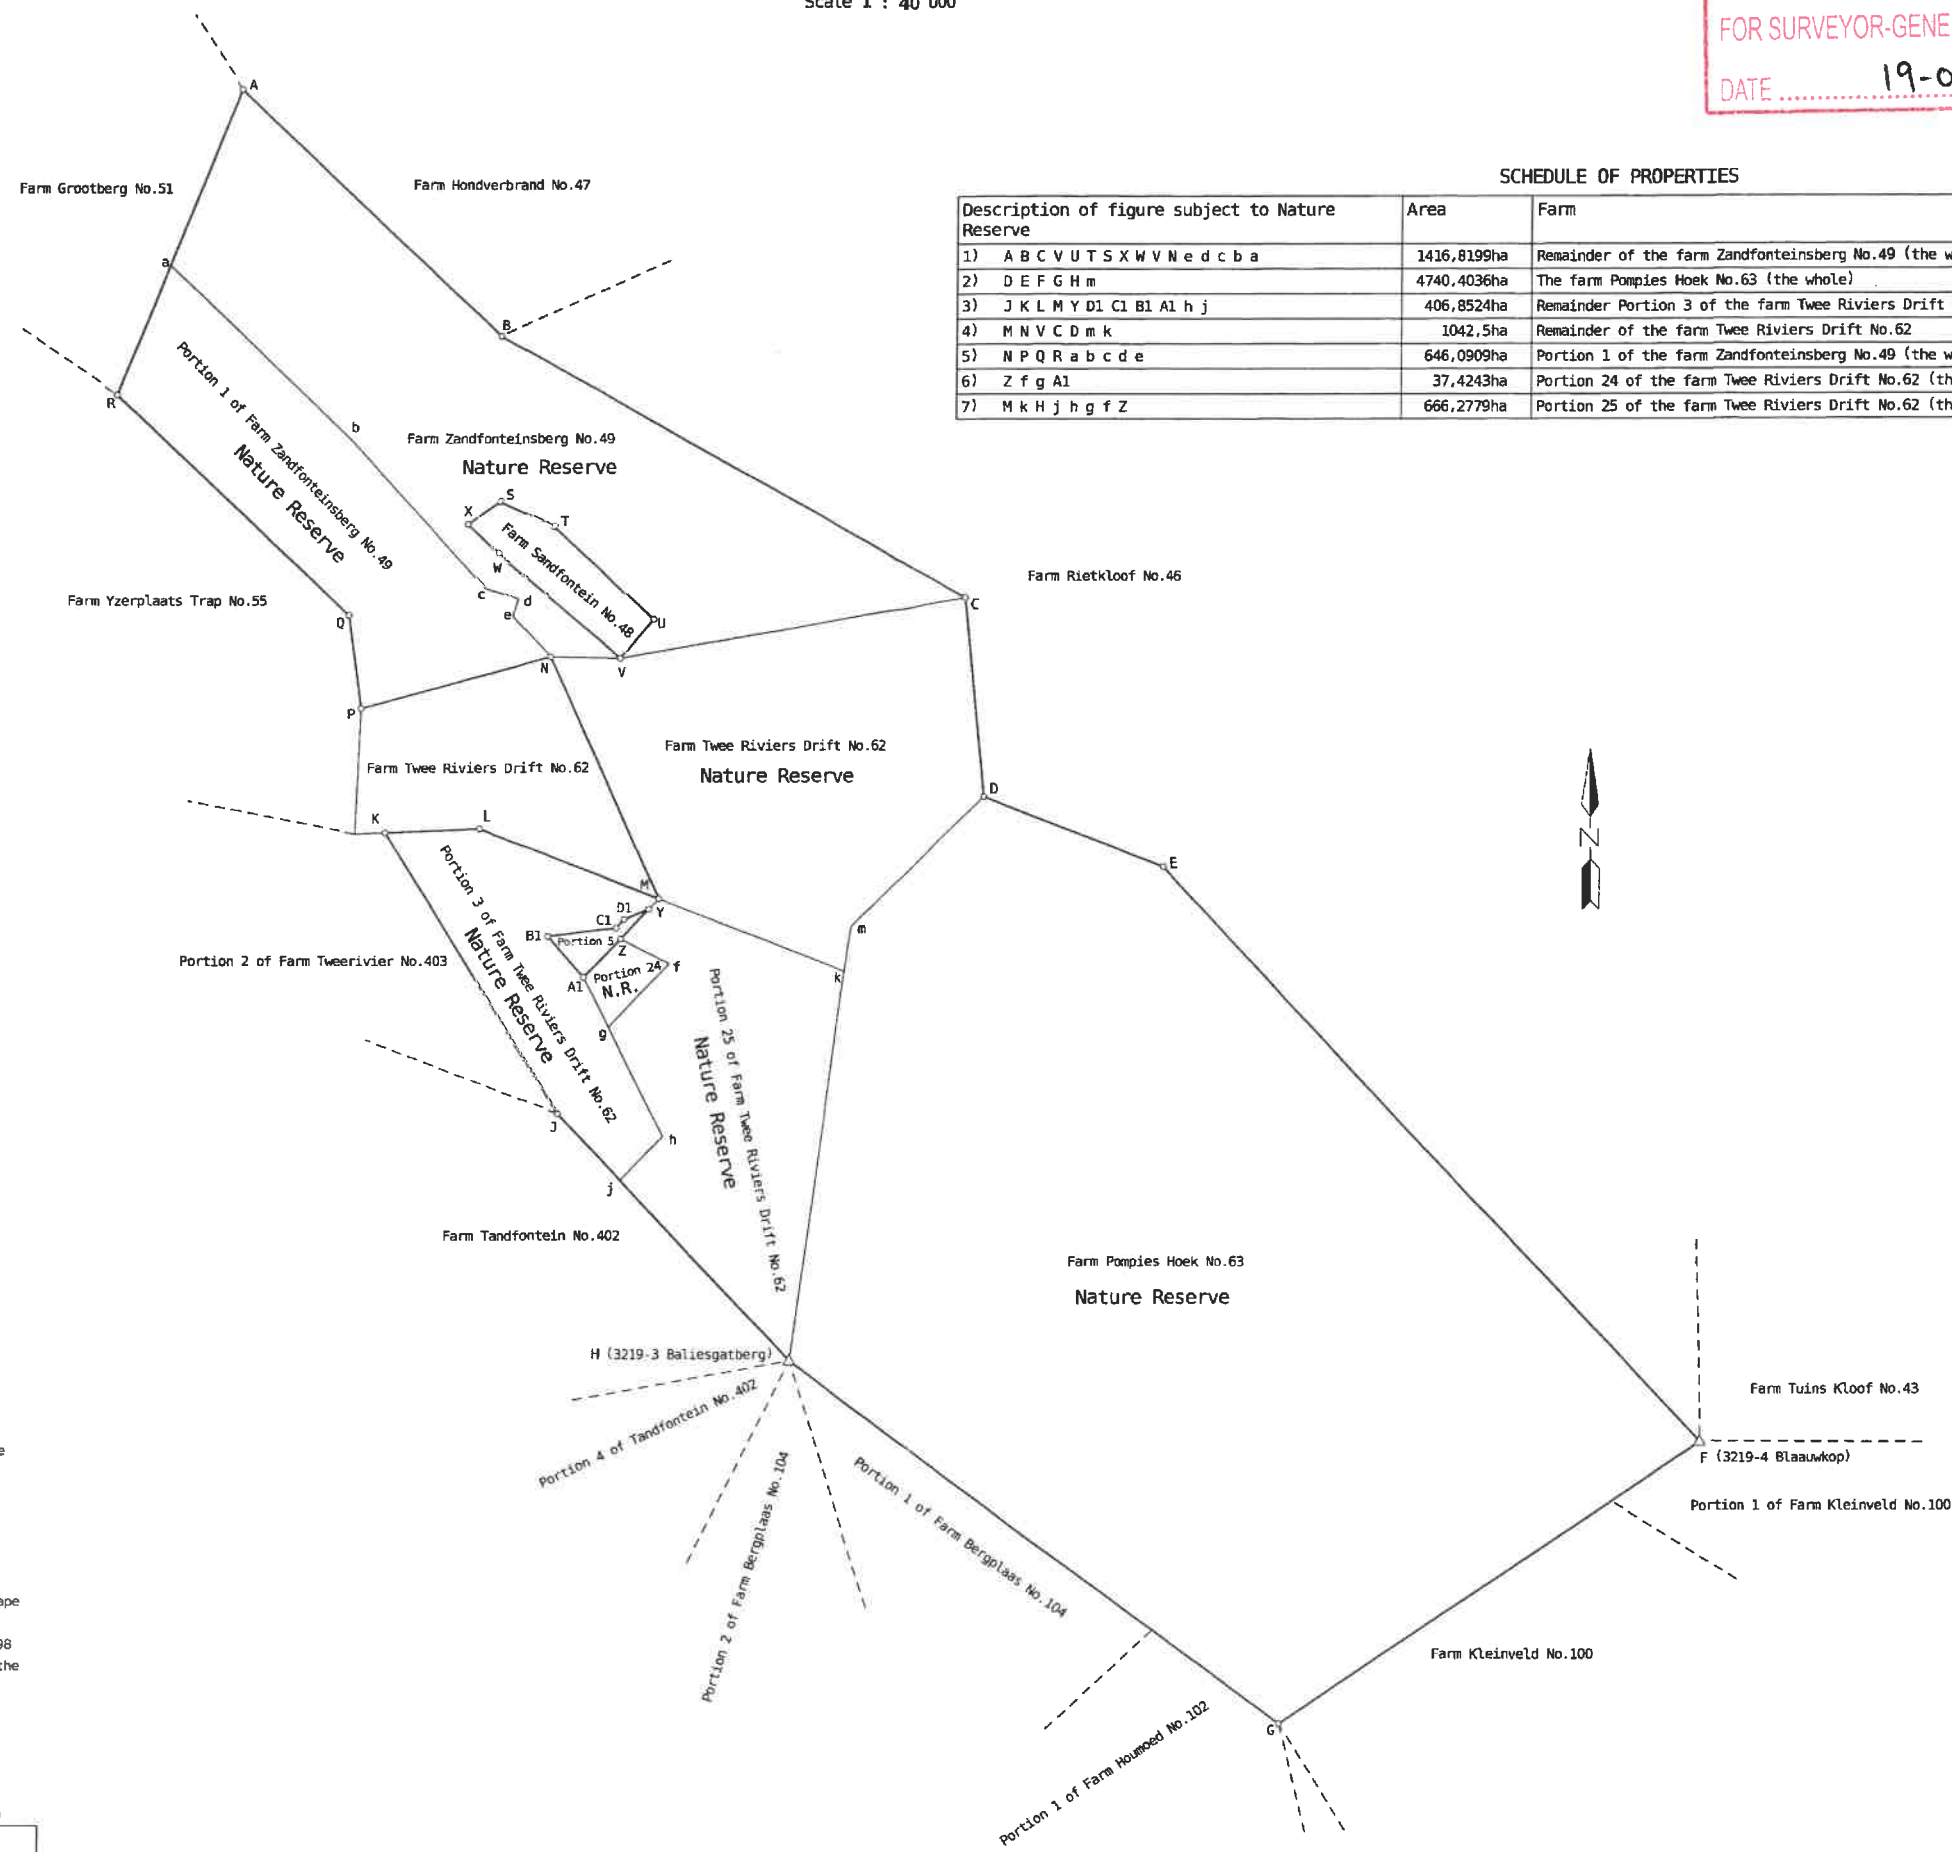 Scale 1 : 40 000
FOR SURVEYOR-GENE
DATE
19-0
SCHEDULE OF PROPERTIES
Description of figure subject to Nature Reserve Area Farm
1) A B C V U T S X W V N e d c b a 1416,8199ha Remainder of the farm Zandfonteinsberg No.49 (the w
2) D E F G H m 4740,4036ha The farm Pompies Hoek No.63 (the whole)
3) J K L M Y D1 C1 B1 A1 h j 406,8524ha Remainder Portion 3 of the farm Twee Riviers Drift
4) M N V C D m k 1042,5ha Remainder of the farm Twee Riviers Drift No.62
5) N P Q R a b c d e 646,0909ha Portion 1 of the farm Zandfonteinsberg No.49 (the w
6) Z f g A1 37,4243ha Portion 24 of the farm Twee Riviers Drift No.62 (th
7) M k H j h g f Z 666,2779ha Portion 25 of the farm Twee Riviers Drift No.62 (th
A
Farm Grootberg No.51
Farm Hondverbrand No.47
a
B
R
Portion 1 of Farm Zandfonteinsberg No.49
Nature Reserve
b
Farm Zandfonteinsberg No.49
Nature Reserve
S
X
T
W
Farm Sandfontein No.48
Farm Rietkloof No.46
c
d
e
C
Farm Yzerplaats Trap No.55
Q
U
N
V
P
Farm Twee Riviers Drift No.62
Nature Reserve
Farm Twee Riviers Drift No.62
D
N
K
L
E
Portion 3 of Farm Twee Riviers Drift No.62
Nature Reserve
M
D1
Y
C1
B1
Portion 5
Z
m
Portion 2 of Farm Tweerivier No.403
A1
Portion 24
N.R.
f
k
g
Portion 25 of Farm Twee Riviers Drift No.62
Nature Reserve
J
h
j
Farm Tandfontein No.402
Farm Pompies Hoek No.63
Nature Reserve
H (3219-3 Baliesgatberg)
Portion 4 of Tandfontein No.402
Farm Tuins Kloof No.43
F (3219-4 Blaauwkop)
Portion 1 of Farm Kleinveld No.100
Portion 2 of Farm Bergplaas No.104
Portion 1 of Farm Bergplaas No.104
e
ape
98
the
Farm Kleinveld No.100
G
Portion 1 of Farm Houmoed No.102